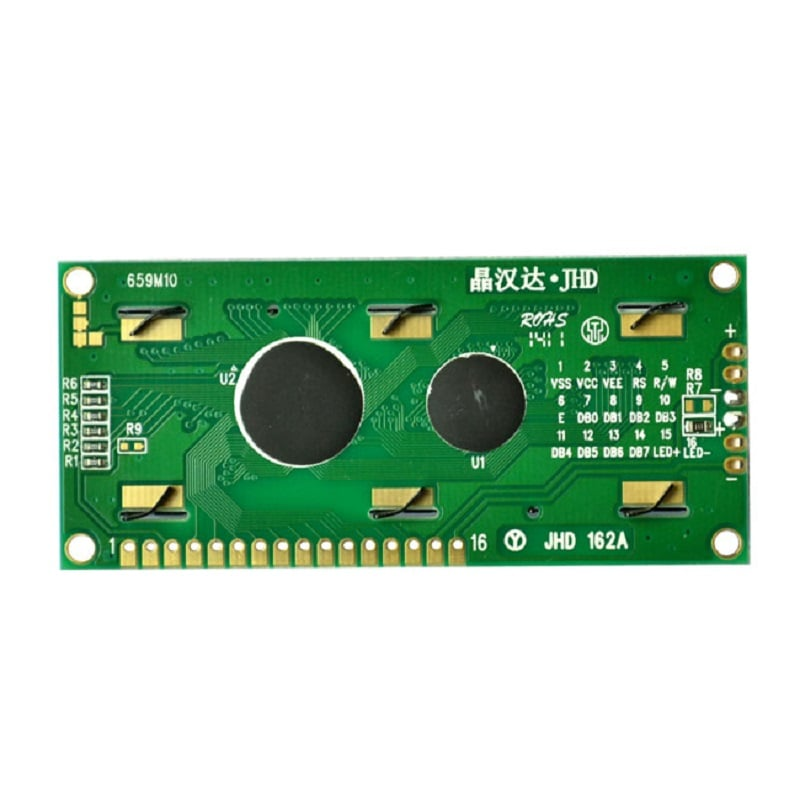 659M10
晶汉达·JHD
ROHS
1411
+
1 2 3 4 5
VSS VCC VEE RS R/W
6 7 8 9 10
E DB0 DB1 DB2 DB3
11 12 13 14 15 16
DB4 DB5 DB6 DB7 LED+ LED-
R8
R7
-
+
-
U2
U1
R6
R5
R4
R3
R2
R1
R9
1
16
Y JHD 162A